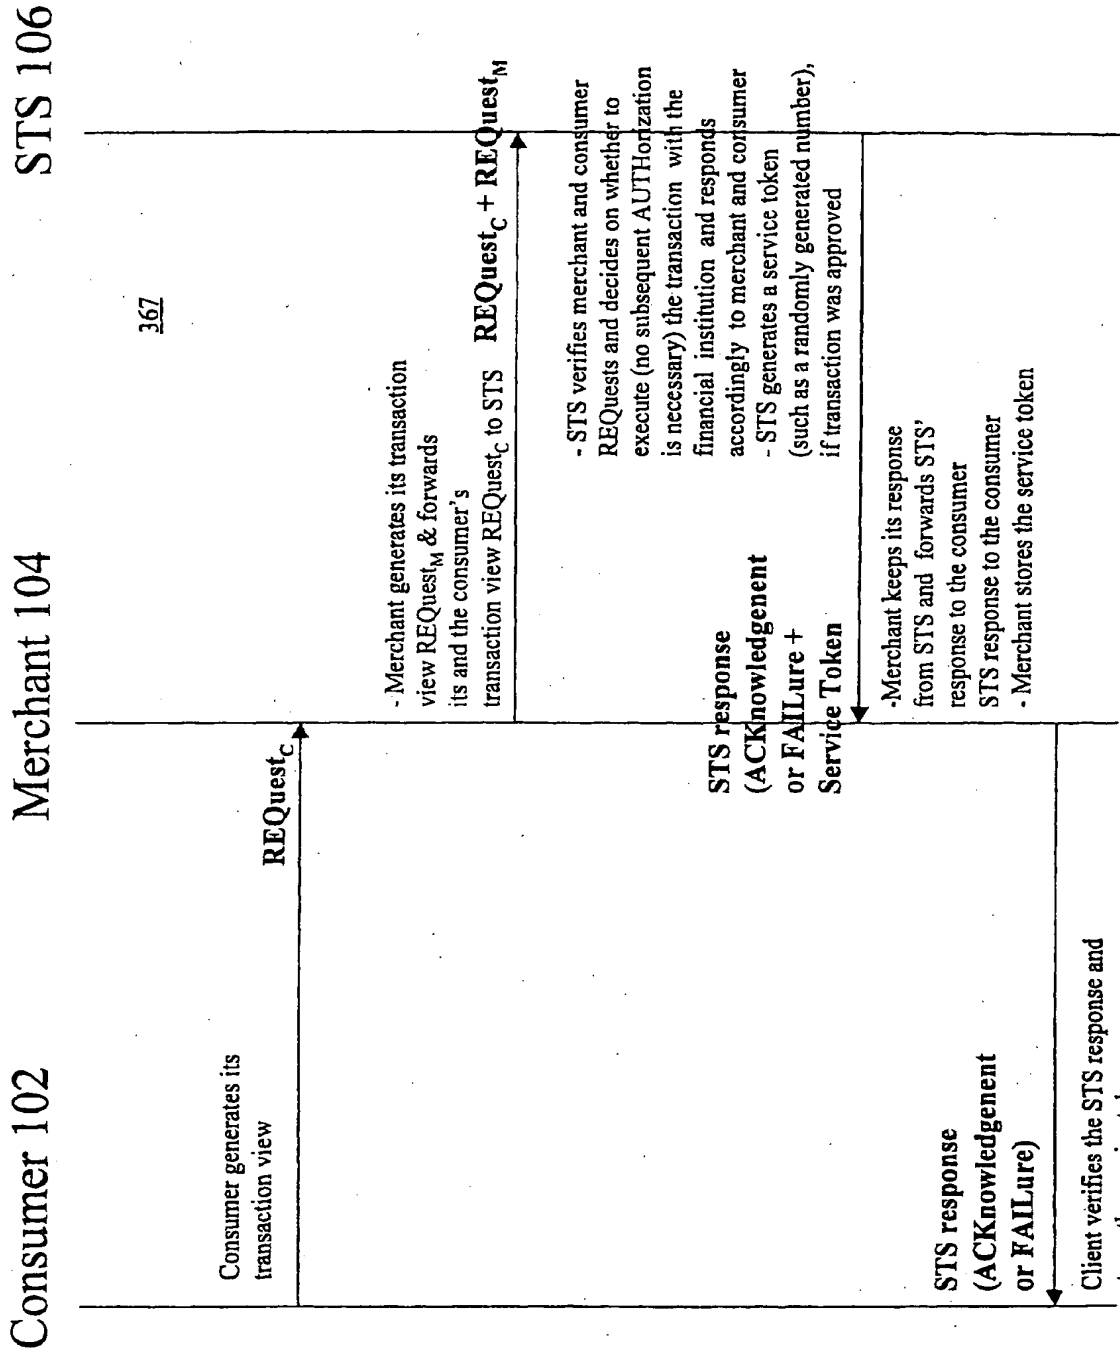 Consumer 102
Merchant 104
STS 106
367
Consumer generates its
transaction view
REQuestC
- Merchant generates its transaction
view REQuestM & forwards
its and the consumer's
transaction view REQuestC to STS
REQuestC + REQuestM
- STS verifies merchant and consumer
REQuests and decides on whether to
execute (no subsequent AUTHorization
is necessary) the transaction with the
financial institution and responds
accordingly to merchant and consumer
- STS generates a service token
(such as a randomly generated number),
if transaction was approved
STS response
(ACKnowledgenent
or FAILure +
Service Token
-Merchant keeps its response
from STS and forwards STS'
response to the consumer
STS response to the consumer
- Merchant stores the service token
STS response
(ACKnowledgenent
or FAILure)
Client verifies the STS response and